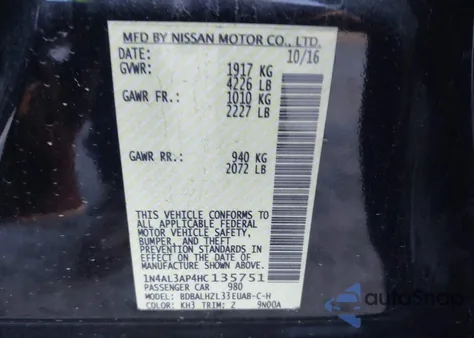 MFD BY NISSAN MOTOR CO., LTD.
DATE: 10/16
GVWR: 1917 KG
4226 LB
GAWR FR.: 1010 KG
2227 LB
GAWR RR.: 940 KG
2072 LB
THIS VEHICLE CONFORMS TO
ALL APPLICABLE FEDERAL
MOTOR VEHICLE SAFETY,
BUMPER, AND THEFT
PREVENTION STANDARDS IN
EFFECT ON THE DATE OF
MANUFACTURE SHOWN ABOVE.
1N4AL3AP4HC135751
PASSENGER CAR 980
MODEL: BDBALHZL33EUAB-C-H
COLOR: KH3 TRIM: Z 9N00A
AutoSnap